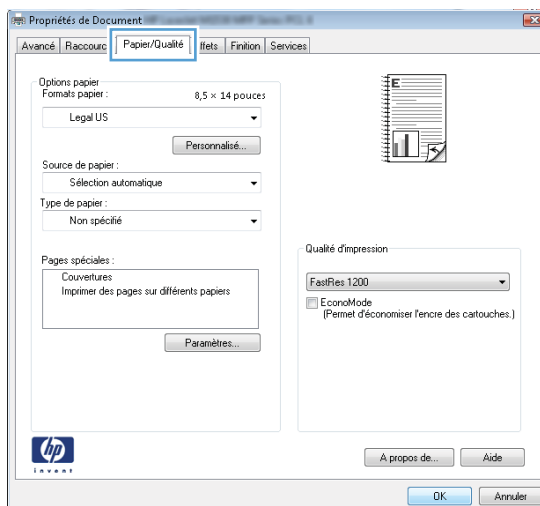 Propriétés de Document
Avancé Raccourc Papier/Qualité ffets Finition Services
Options papier
Formats papier : 8,5 × 14 pouces
Legal US
Personnalisé...
Source de papier :
Sélection automatique
Type de papier :
Non spécifié
Pages spéciales :
Couvertures
Imprimer des pages sur différents papiers
Paramètres...
E
Qualité d'impression
FastRes 1200
EconoMode
(Permet d'économiser l'encre des cartouches.)
hp
invent
A propos de... Aide
OK Annuler